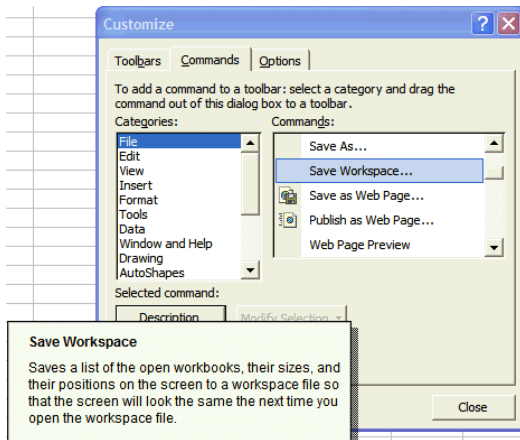 Customize
Toolbars Commands Options
To add a command to a toolbar: select a category and drag the
command out of this dialog box to a toolbar.
Categories: Commands:
File
Edit
View
Insert
Format
Tools
Data
Window and Help
Drawing
AutoShapes
Save As...
Save Workspace...
Save as Web Page...
Publish as Web Page...
Web Page Preview
Selected command:
Description Modify Selection
Save Workspace
Saves a list of the open workbooks, their sizes, and
their positions on the screen to a workspace file so
that the screen will look the same the next time you
open the workspace file.
Close